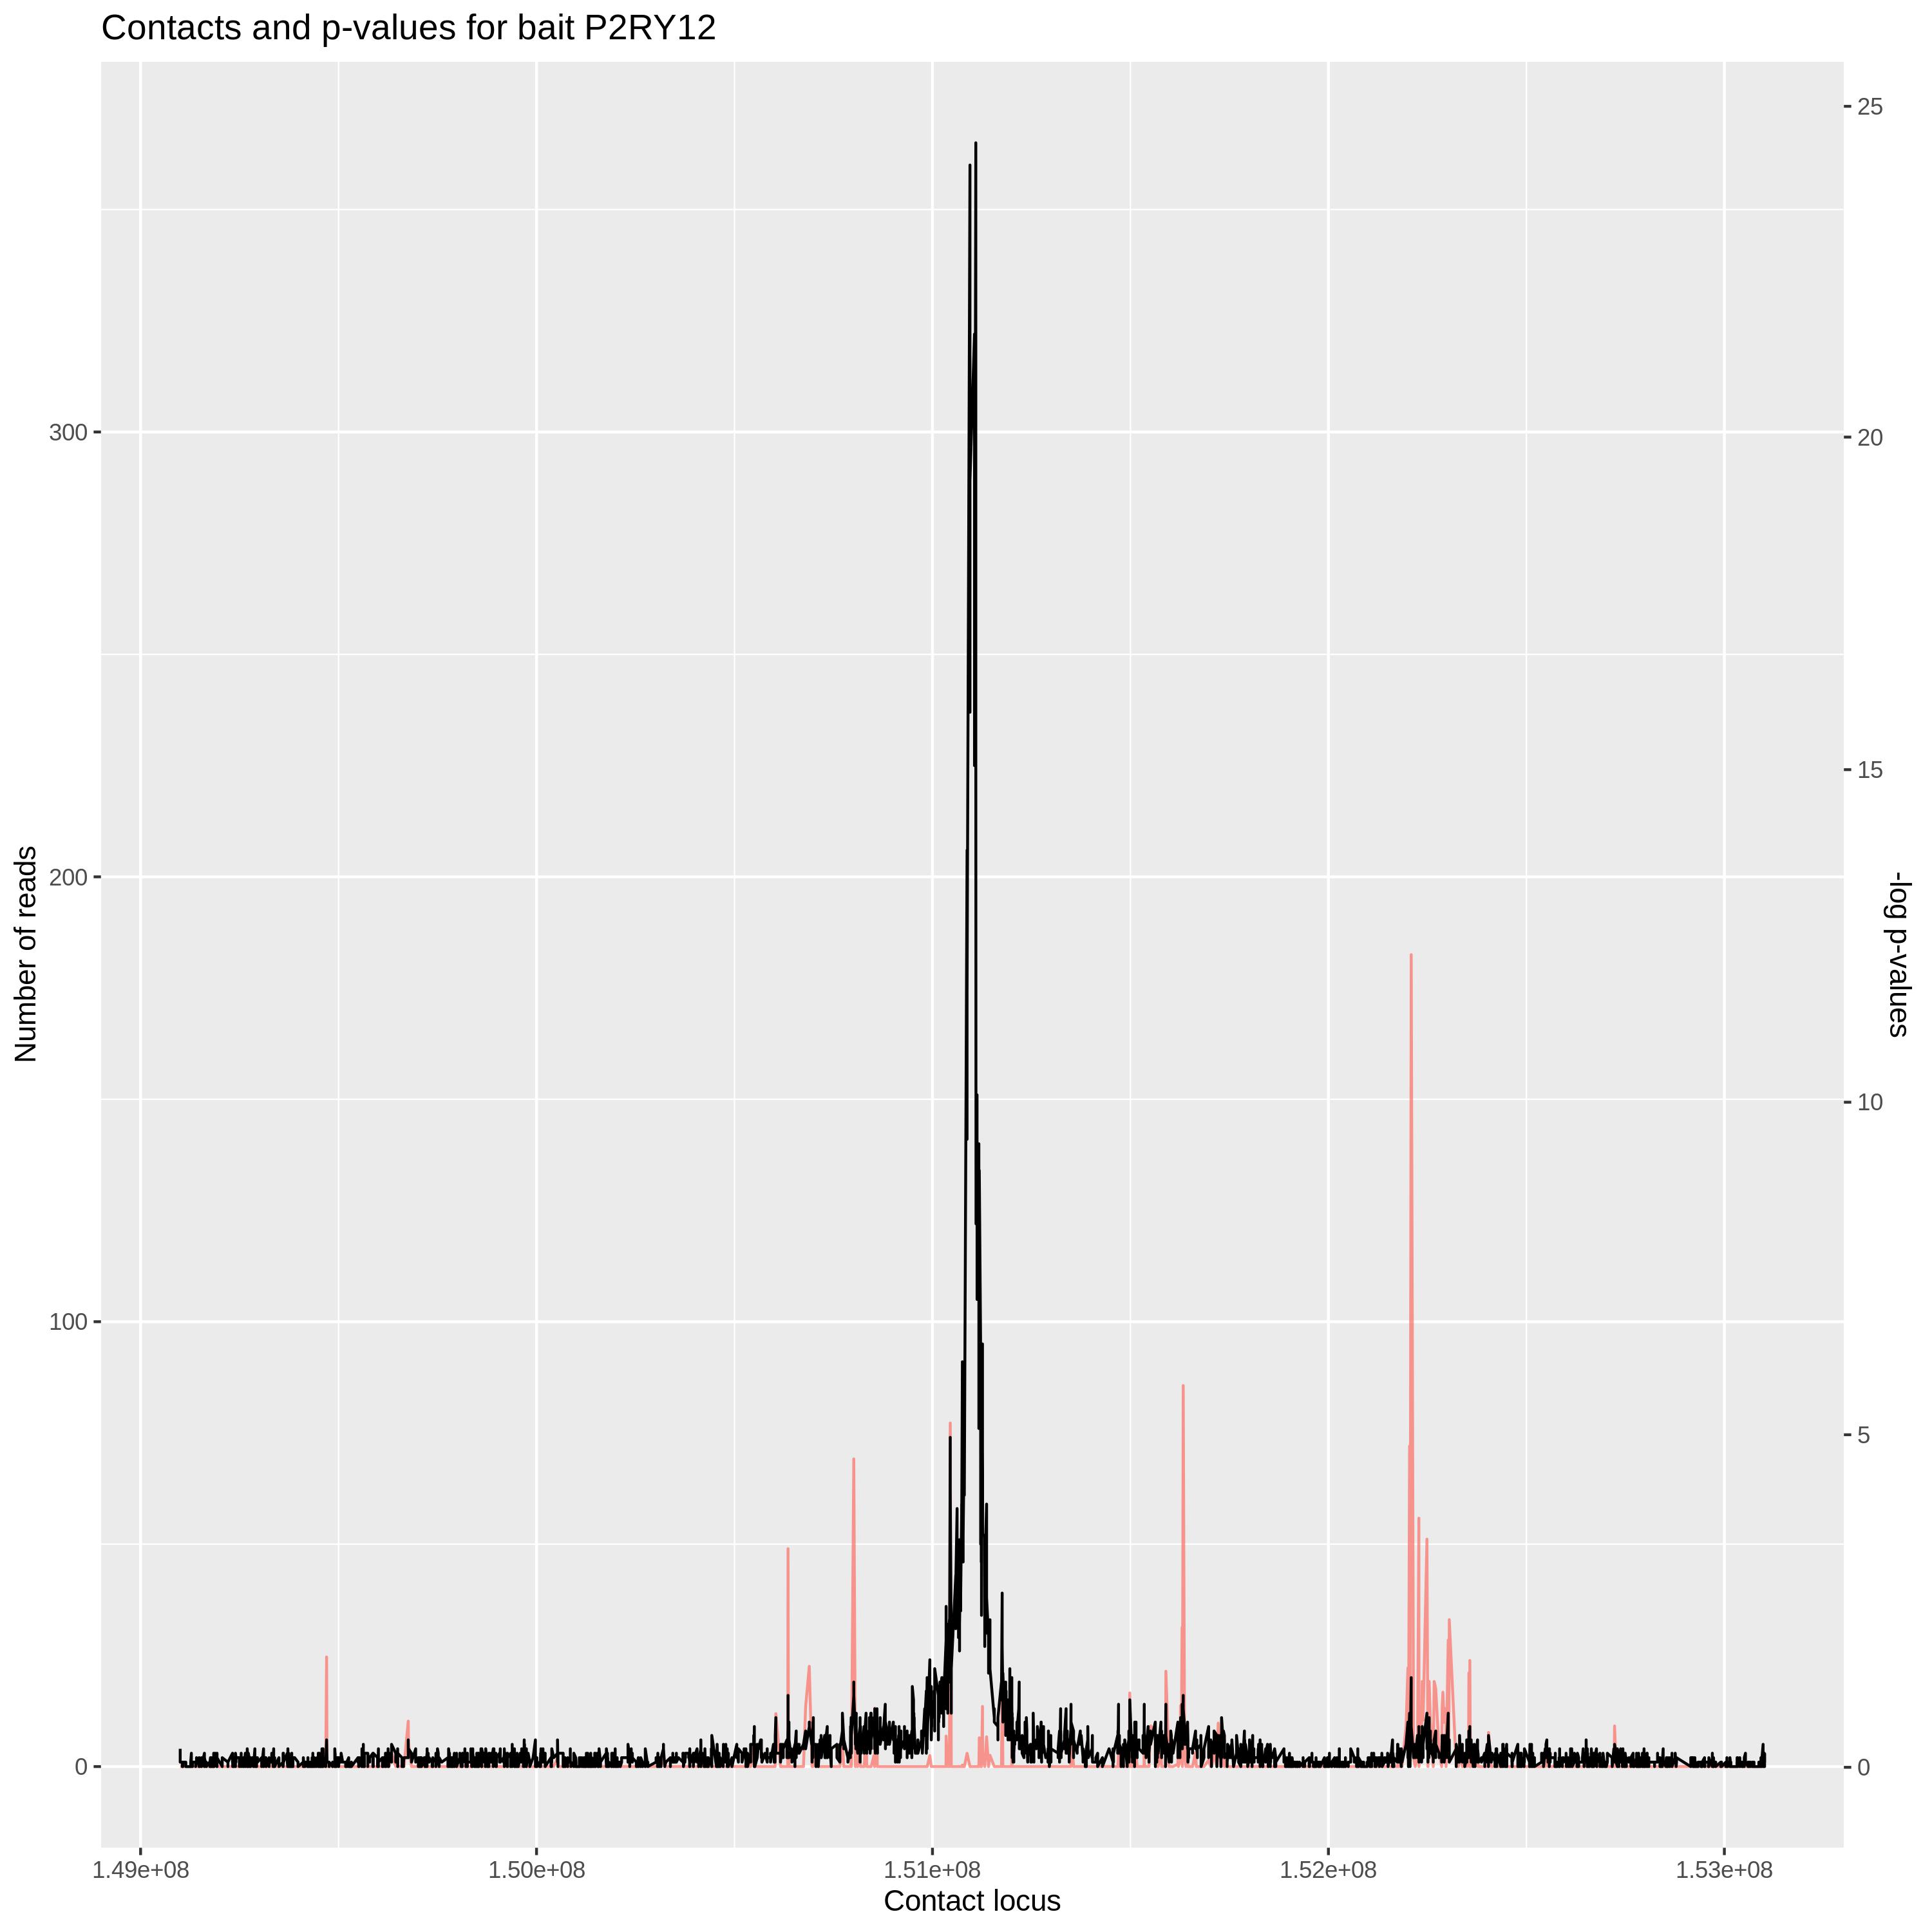 Contacts and p-values for bait P2RY12
Number of reads
300
200
100
0
25
20
15
10
5
0
-log p-values
1.49e+08 1.50e+08 1.51e+08 1.52e+08 1.53e+08
Contact locus